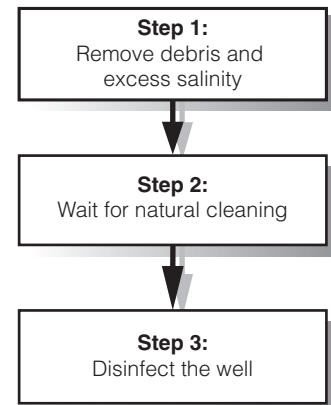 Step 1:
Remove debris and
excess salinity
Step 2:
Wait for natural cleaning
Step 3:
Disinfect the well